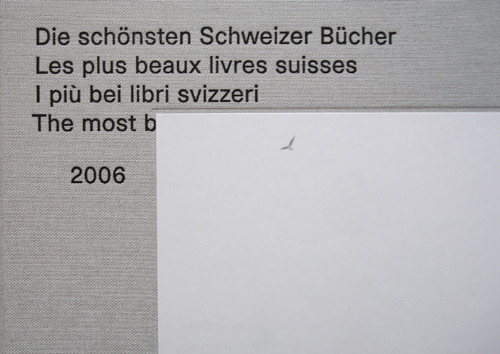 Die schönsten Schweizer Bücher
Les plus beaux livres suisses
I più bei libri svizzeri
The most b
2006